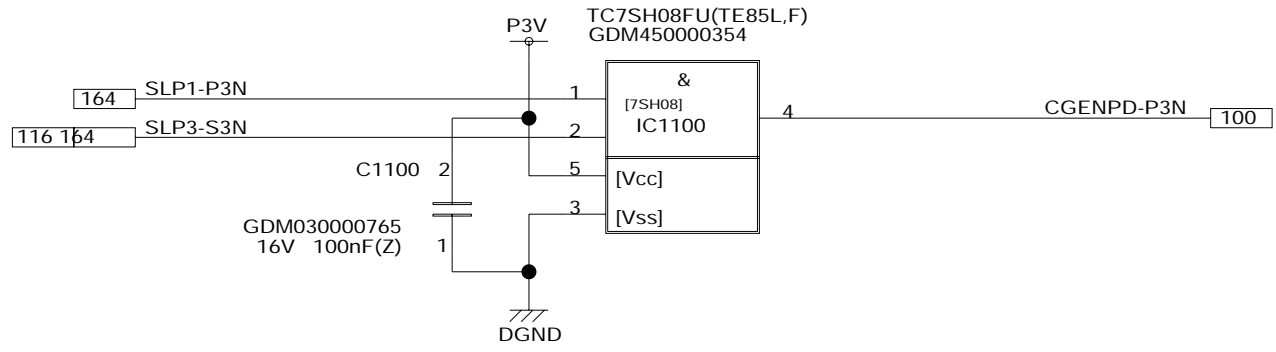 TC7SH08FU(TE85L,F)
P3V
GDM450000354
&
164 SLP1-P3N 1
[7SH08]
4 CGENPD-P3N 100
IC1100
116 164 SLP3-S3N 2
C1100 2
5 [Vcc]
3 [Vss]
GDM030000765
16V 100nF(Z) 1
DGND